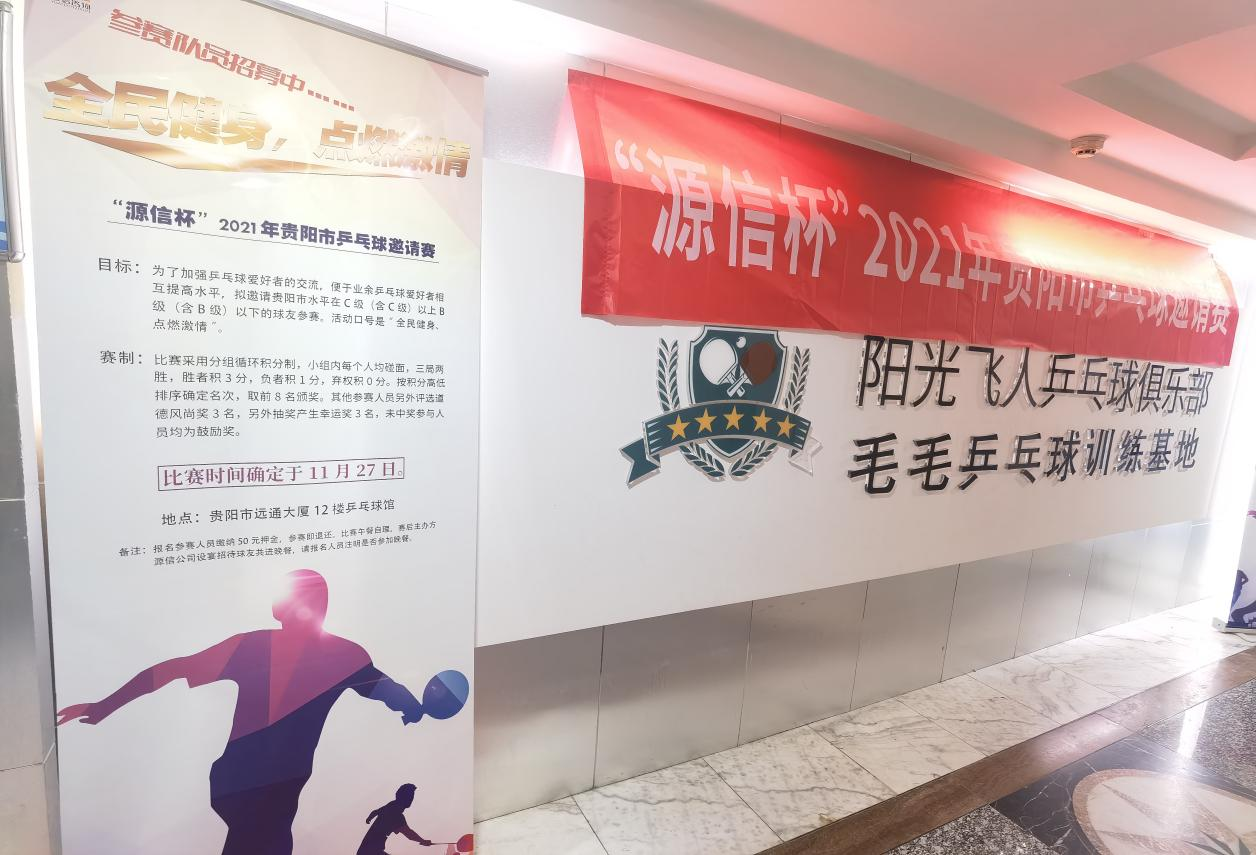 参赛队员招募中……
全民健身，点燃激情
“源信杯”2021年贵阳市乒乓球邀请赛
目标：为了加强乒乓球爱好者的交流，便于业余乒乓球爱好者相
互提高水平，拟邀请贵阳市水平在C级（含C级）以上B
级（含B级）以下的球友参赛。活动口号是“全民健身、
点燃激情”。
赛制：比赛采用分组循环积分制，小组内每个人均碰面，三局两
胜，胜者积3分，负者积1分，弃权积0分。按积分高低
排序确定名次，取前8名颁奖。其他参赛人员另外评选道
德风尚奖3名，另外抽奖产生幸运奖3名，未中奖参与人
员均为鼓励奖。
比赛时间确定于11月27日。
地点：贵阳市远通大厦12楼乒乓球馆
备注：报名参赛人员缴纳50元押金，参赛即退还，比赛午餐自理，赛后主办方
源信公司设宴招待球友共进晚餐，请报名人员注明是否参加晚餐。
“源信杯”2021年贵阳市乒乓球邀请赛
阳光飞人乒乓球俱乐部
毛毛乒乓球训练基地